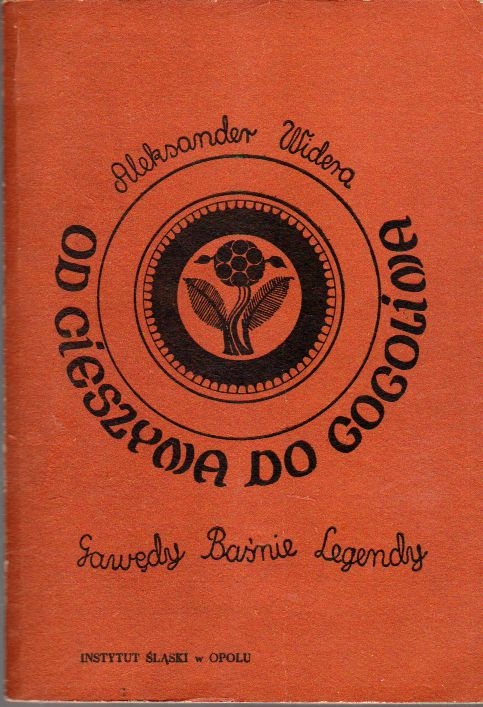 Aleksander Widera
OD CiESZYNA DO GOGOLiNA
Gawędy Baśnie Legendy
INSTYTUT ŚLĄSKI w OPOLU